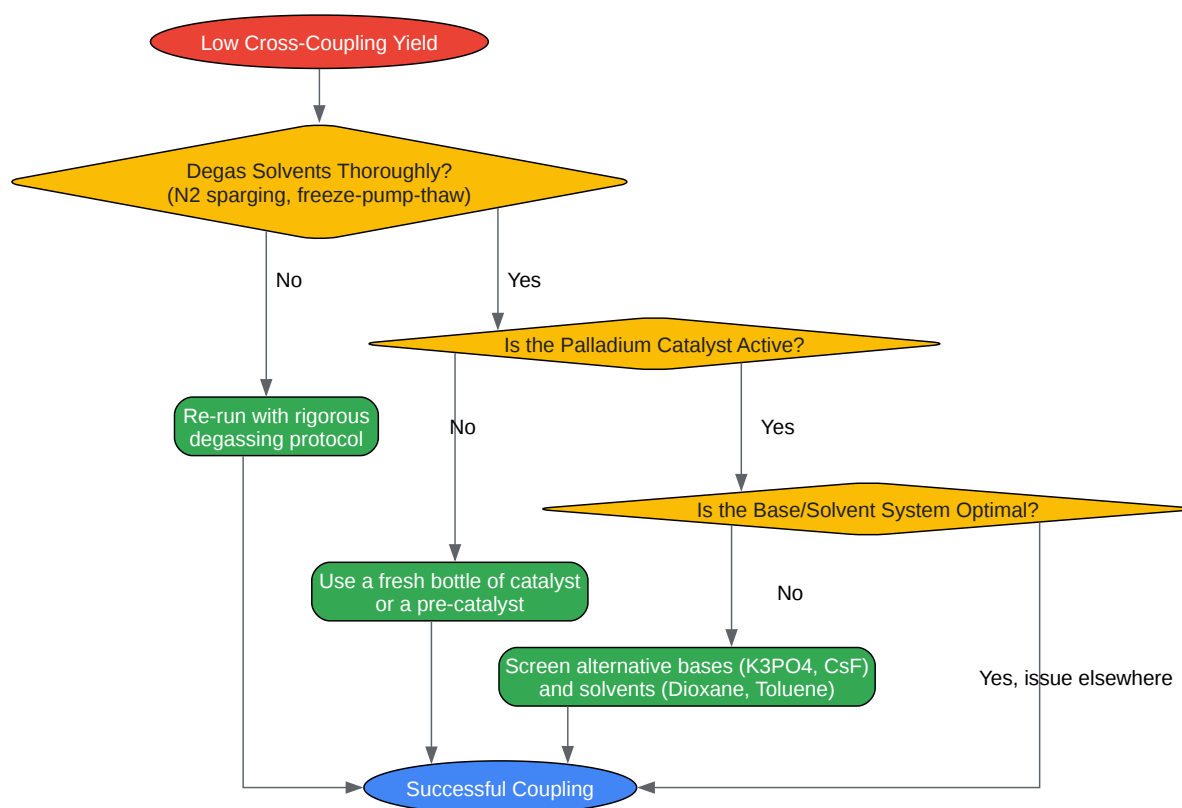 Low Cross-Coupling Yield
Degas Solvents Thoroughly?
(N2 sparging, freeze-pump-thaw)
No
Yes
Is the Palladium Catalyst Active?
Re-run with rigorous
degassing protocol
No
Yes
Is the Base/Solvent System Optimal?
Use a fresh bottle of catalyst
or a pre-catalyst
No
Screen alternative bases (K3PO4, CsF)
and solvents (Dioxane, Toluene)
Yes, issue elsewhere
Successful Coupling